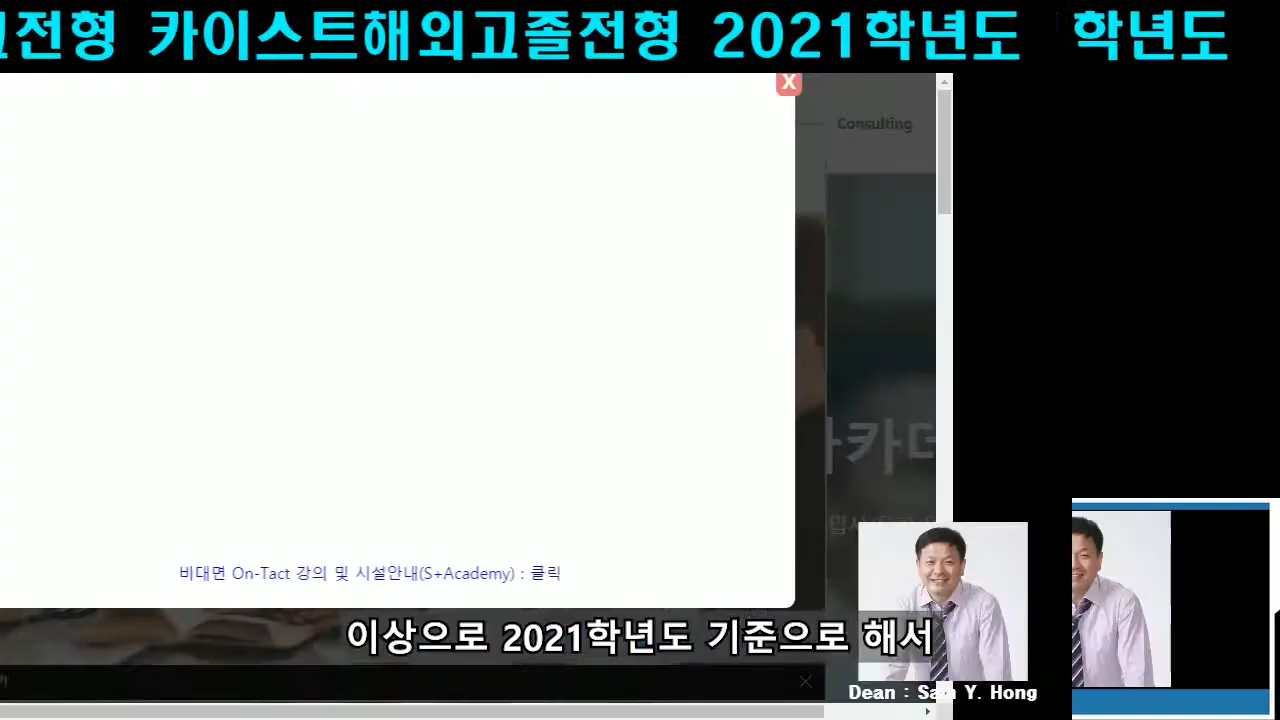 전형 카이스트해외고졸전형 2021학년도 학년도
X
Consulting
카데
비대면 On-Tact 강의 및 시설안내(S+Academy) : 클릭
이상으로 2021학년도 기준으로 해서
Dean : Sam Y. Hong